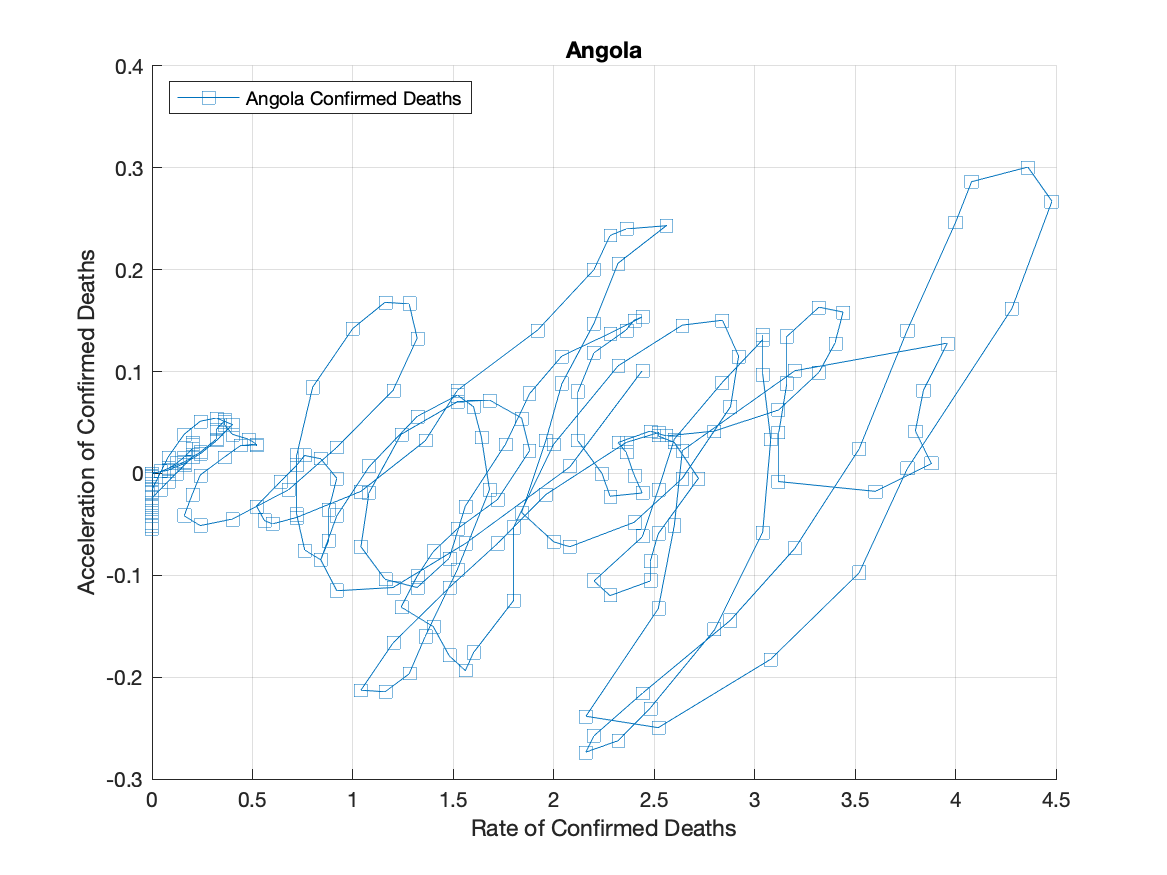 Angola
Angola Confirmed Deaths
0.4
0.3
0.2
0.1
0
-0.1
-0.2
-0.3
Acceleration of Confirmed Deaths
0 0.5 1 1.5 2 2.5 3 3.5 4 4.5
Rate of Confirmed Deaths